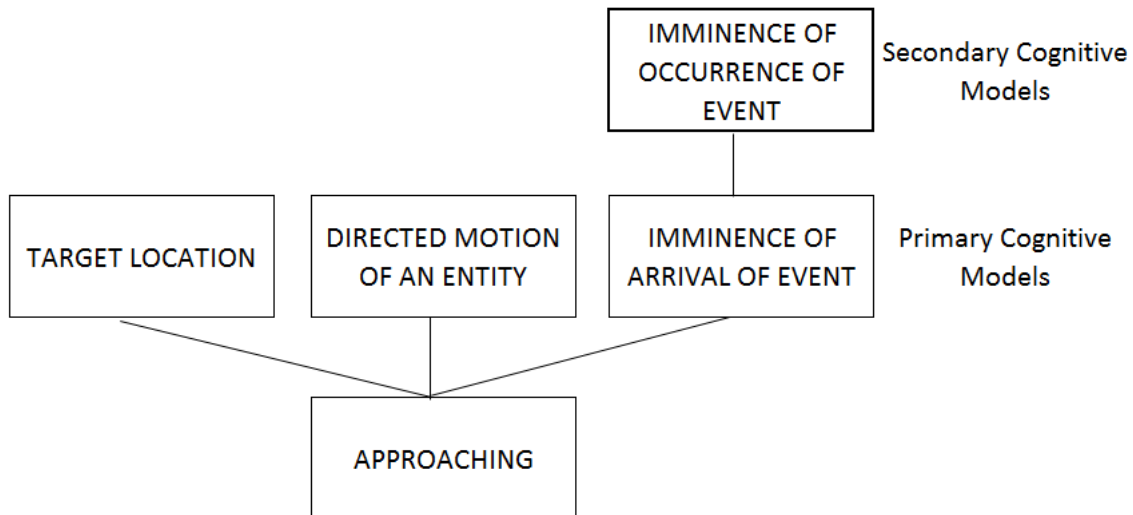 IMMINENCE OF
OCCURRENCE OF
EVENT
Secondary Cognitive
Models
TARGET LOCATION
DIRECTED MOTION
OF AN ENTITY
IMMINENCE OF
ARRIVAL OF EVENT
Primary Cognitive
Models
APPROACHING